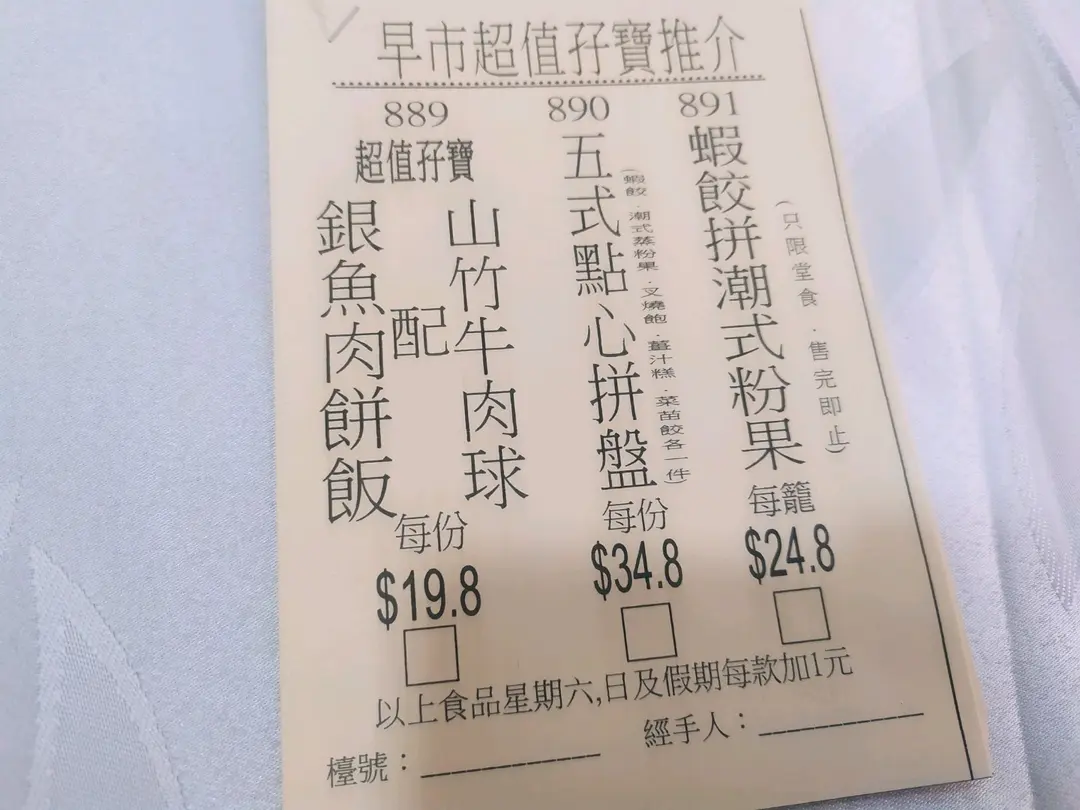 早市超值孖寶推介
889
超值孖寶
山竹牛肉球
配
銀魚肉餅飯
每份
$19.8
890
五式點心拼盤
(蝦餃．潮式蒸粉果．叉燒飽．薑汁糕．菜苗餃各一件)
每份
$34.8
891
蝦餃拼潮式粉果
(只限堂食．售完即止)
每籠
$24.8
以上食品星期六,日及假期每款加1元
檯號：
經手人：